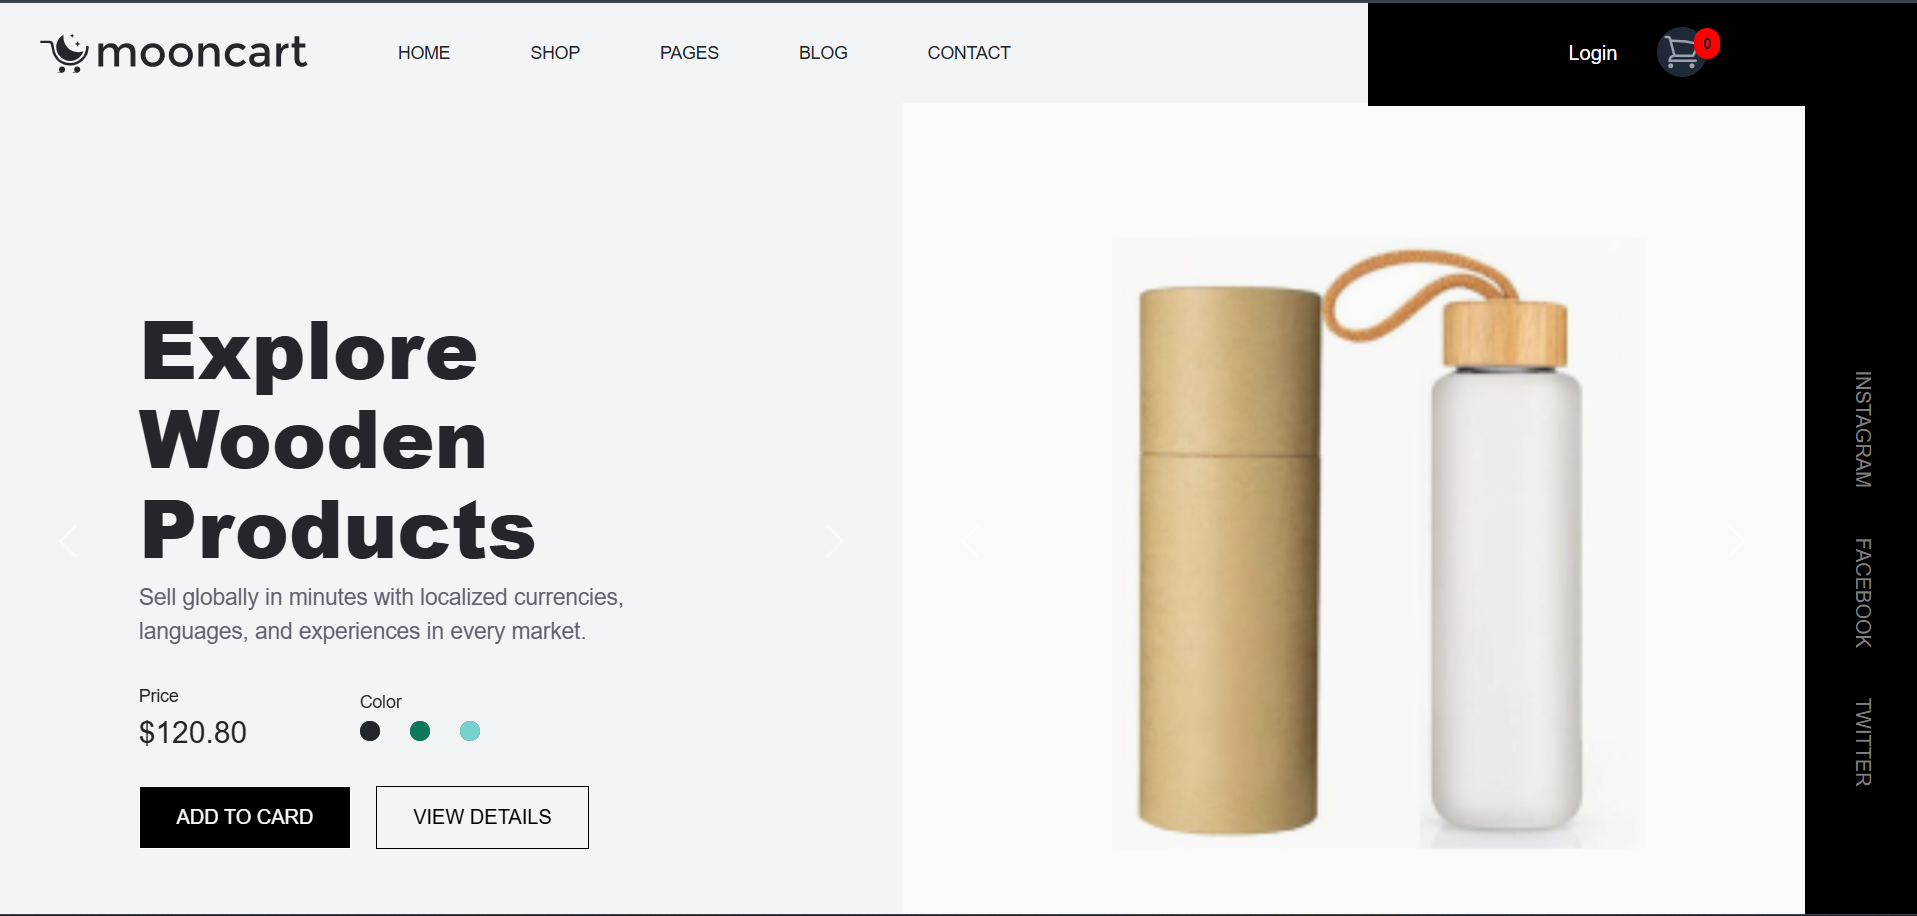 mooncart
HOME
SHOP
PAGES
BLOG
CONTACT
Login
0
Explore
Wooden
Products
Sell globally in minutes with localized currencies,
languages, and experiences in every market.
Price
$120.80
Color
ADD TO CARD
VIEW DETAILS
INSTAGRAM
FACEBOOK
TWITTER